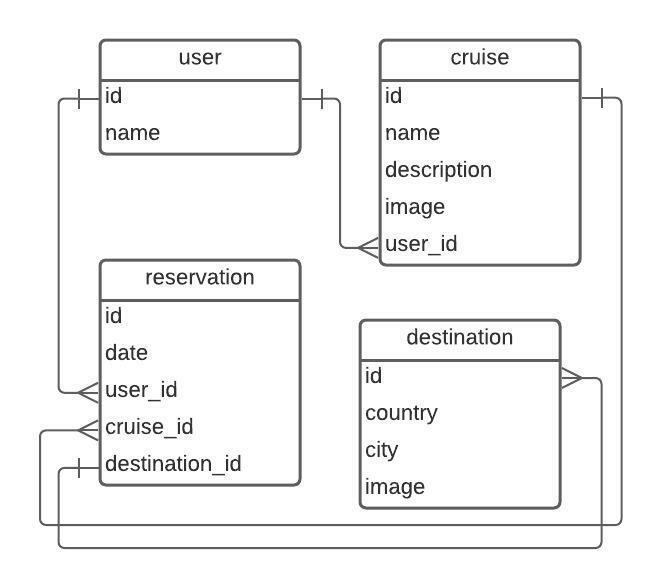 user
id
name
cruise
id
name
description
image
user_id
reservation
id
date
user_id
cruise_id
destination_id
destination
id
country
city
image